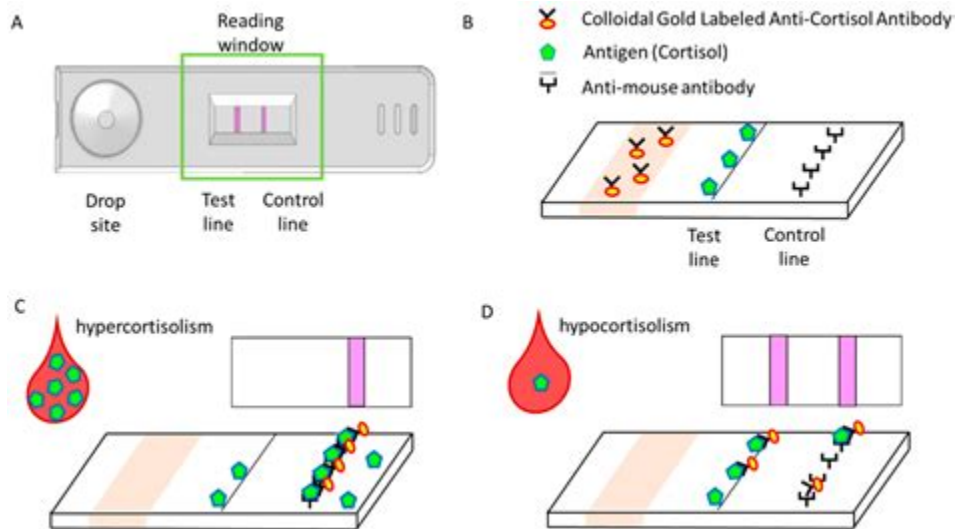 A
Reading
window
Drop
site
Test
line
Control
line
B
Colloidal Gold Labeled Anti-Cortisol Antibody
Antigen (Cortisol)
Anti-mouse antibody
Test
line
Control
line
C
hypercortisolism
D
hypocortisolism